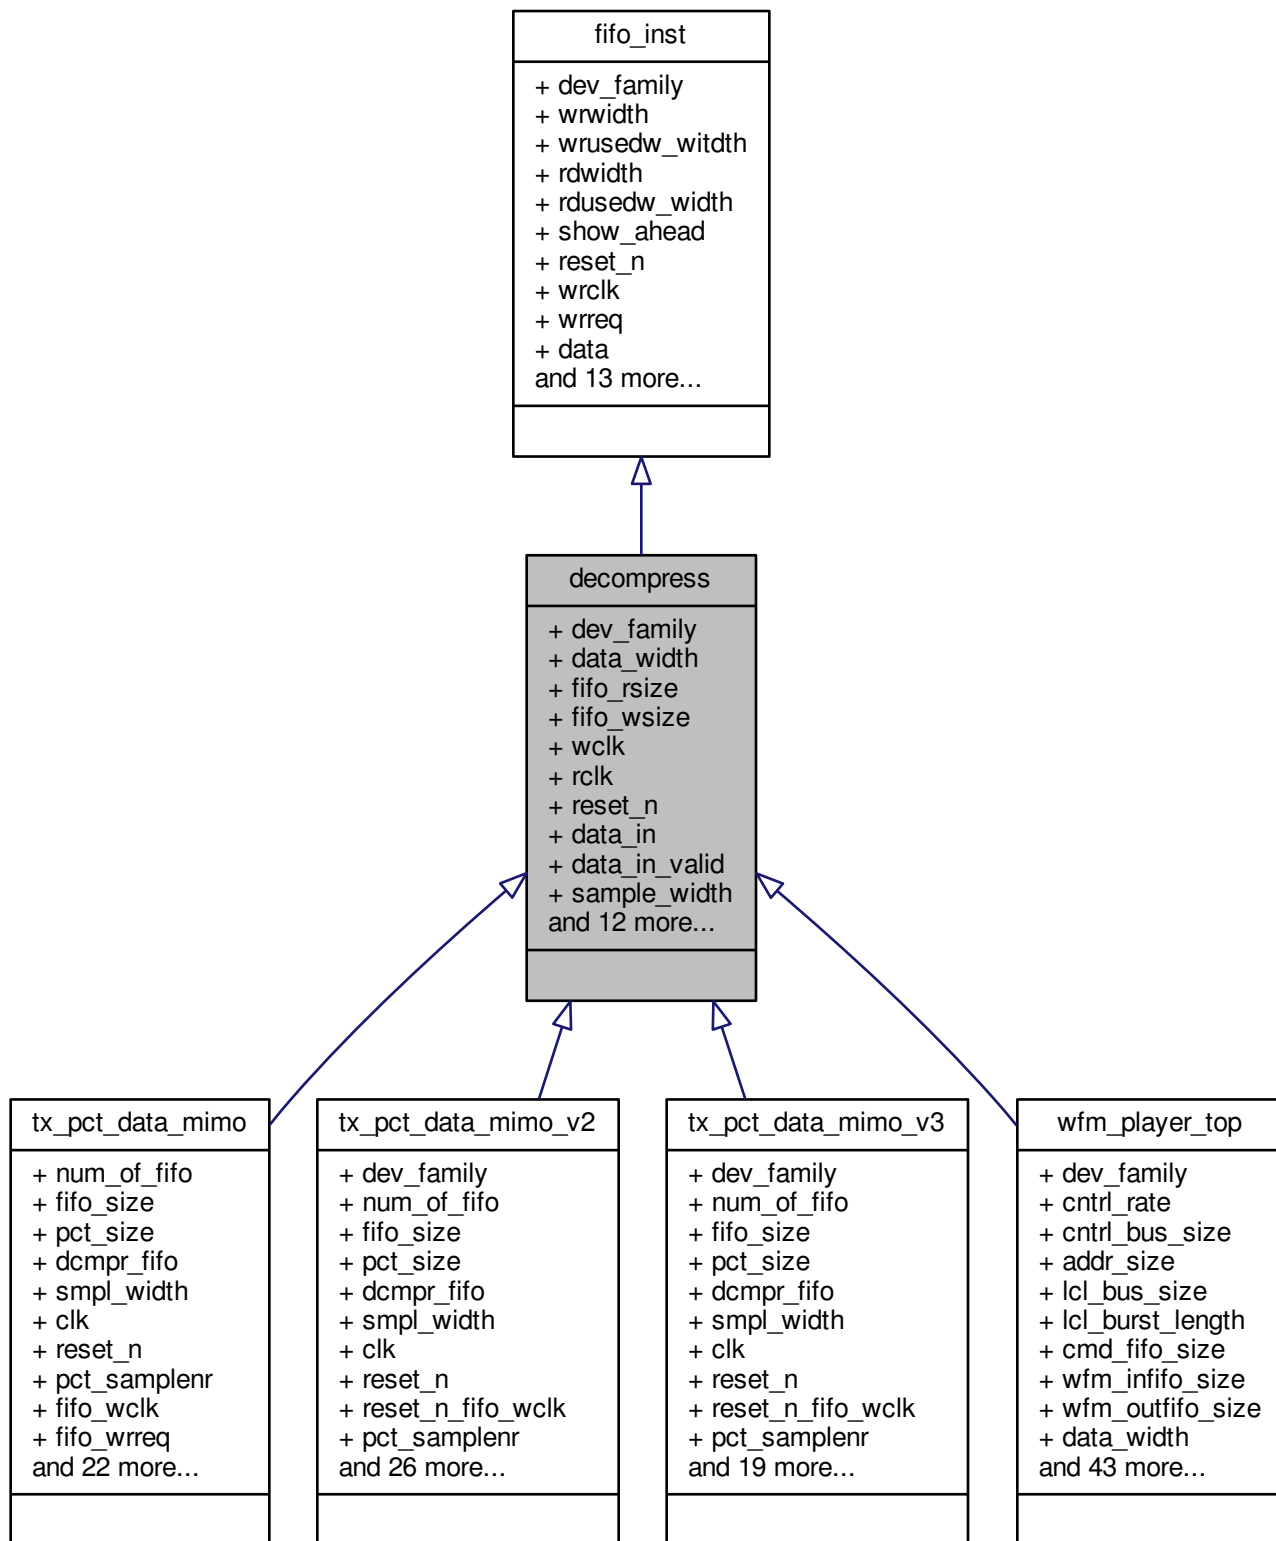 fifo_inst
+ dev_family
+ wrwidth
+ wrusedw_witdth
+ rdwidth
+ rdusedw_width
+ show_ahead
+ reset_n
+ wrclk
+ wrreq
+ data
and 13 more...
decompress
+ dev_family
+ data_width
+ fifo_rsize
+ fifo_wsize
+ wclk
+ rclk
+ reset_n
+ data_in
+ data_in_valid
+ sample_width
and 12 more...
tx_pct_data_mimo
+ num_of_fifo
+ fifo_size
+ pct_size
+ dcmpr_fifo
+ smpl_width
+ clk
+ reset_n
+ pct_samplenr
+ fifo_wclk
+ fifo_wrreq
and 22 more...
tx_pct_data_mimo_v2
+ dev_family
+ num_of_fifo
+ fifo_size
+ pct_size
+ dcmpr_fifo
+ smpl_width
+ clk
+ reset_n
+ reset_n_fifo_wclk
+ pct_samplenr
and 26 more...
tx_pct_data_mimo_v3
+ dev_family
+ num_of_fifo
+ fifo_size
+ pct_size
+ dcmpr_fifo
+ smpl_width
+ clk
+ reset_n
+ reset_n_fifo_wclk
+ pct_samplenr
and 19 more...
wfm_player_top
+ dev_family
+ cntrl_rate
+ cntrl_bus_size
+ addr_size
+ lcl_bus_size
+ lcl_burst_length
+ cmd_fifo_size
+ wfm_infifo_size
+ wfm_outfifo_size
+ data_width
and 43 more...